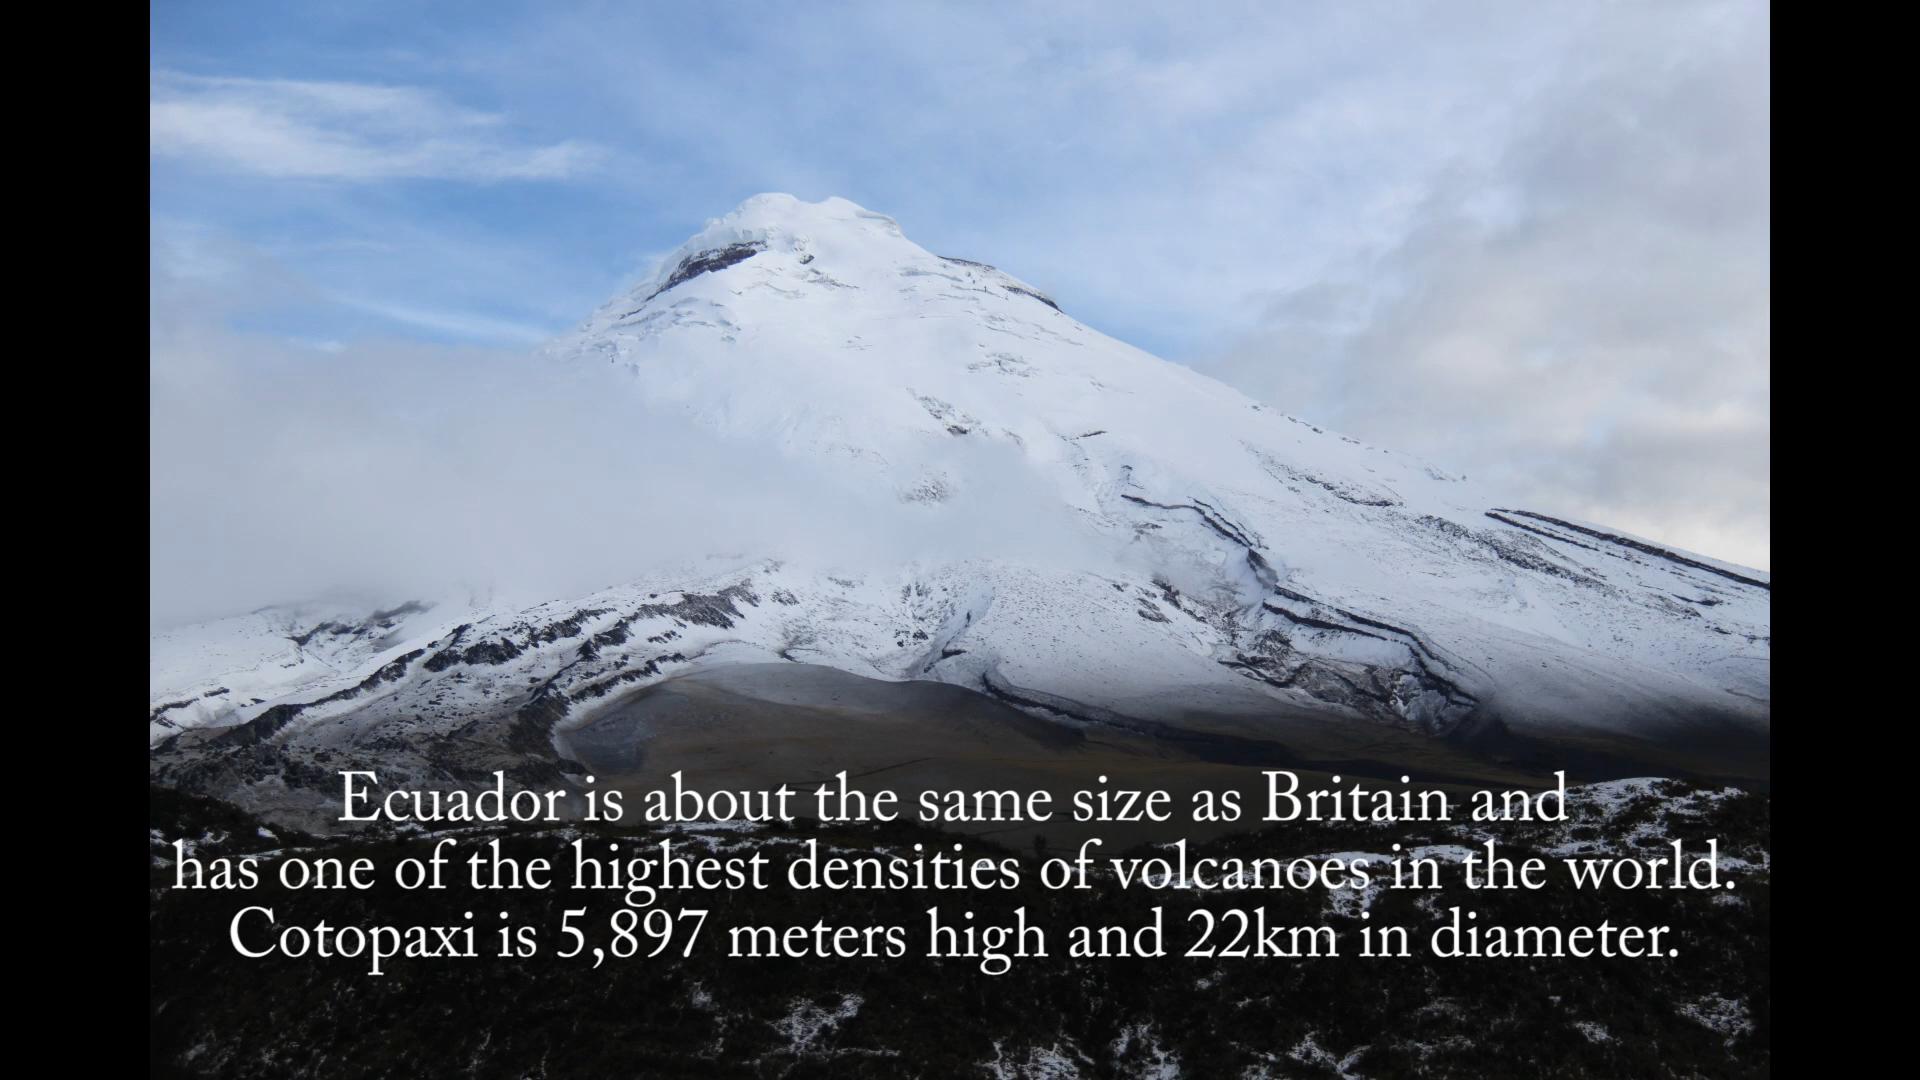 Ecuador is about the same size as Britain and
has one of the highest densities of volcanoes in the world.
Cotopaxi is 5,897 meters high and 22km in diameter.